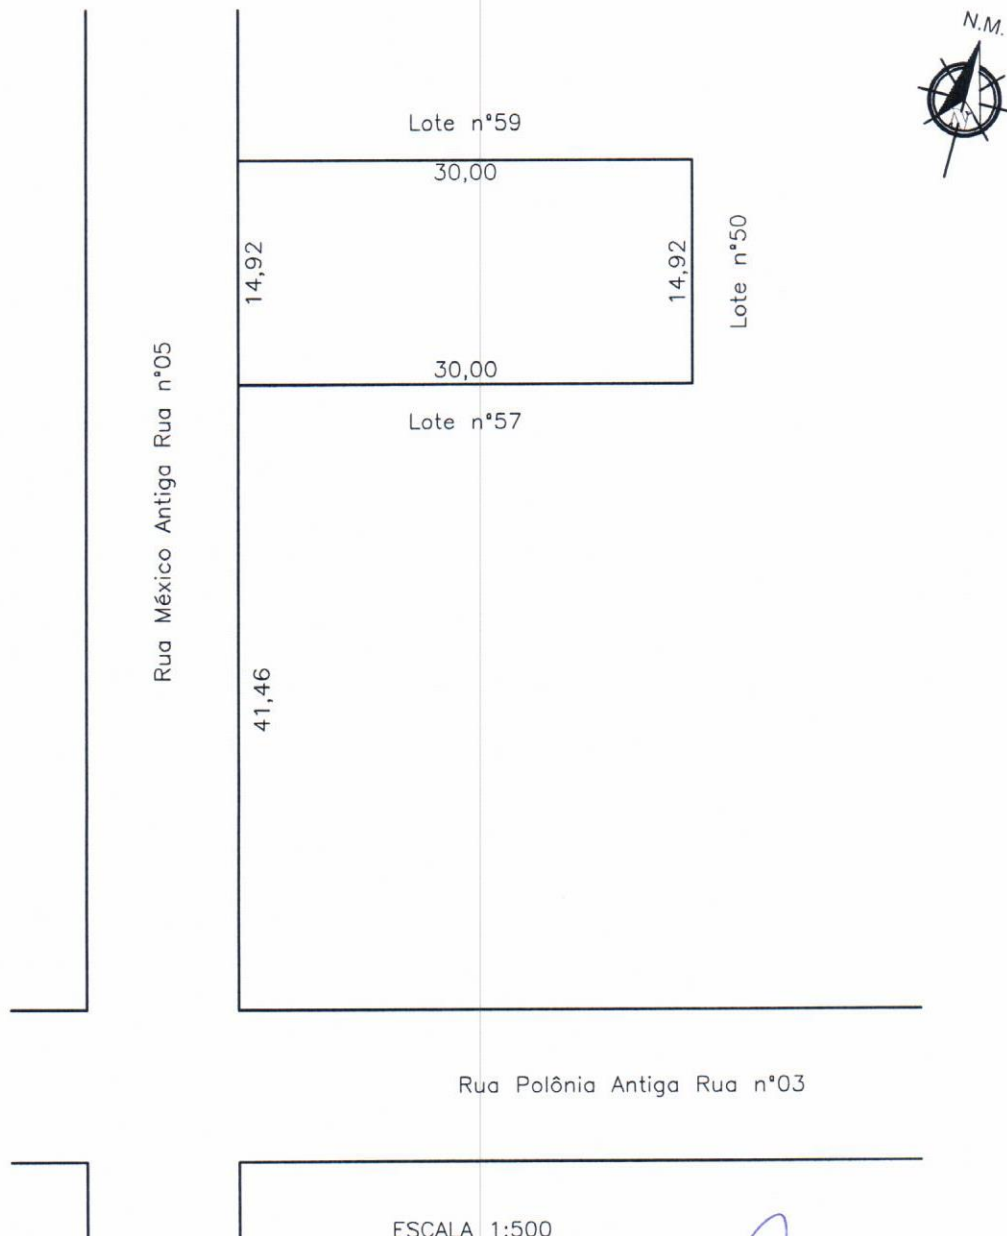 N.M.
Lote n°59
30,00
14,92
14,92
Lote n°50
30,00
Lote n°57
Rua México Antiga Rua n°05
41,46
Rua Polônia Antiga Rua n°03
ESCALA 1:500